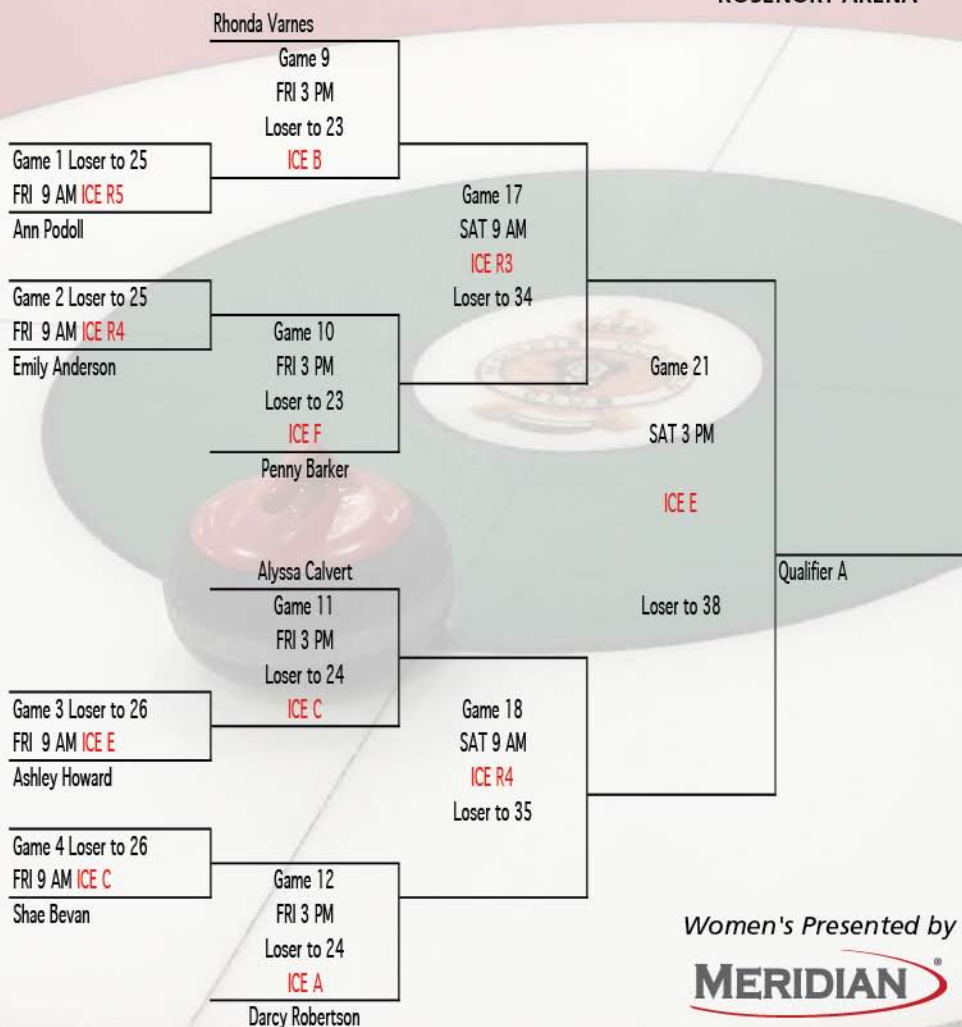 ROSENORT ARENA
Rhonda Varnes
Game 9
FRI 3 PM
Loser to 23
ICE B
Game 1 Loser to 25
FRI 9 AM ICE R5
Ann Podoll
Game 17
SAT 9 AM
ICE R3
Loser to 34
Game 2 Loser to 25
FRI 9 AM ICE R4
Emily Anderson
Game 10
FRI 3 PM
Loser to 23
ICE F
Penny Barker
Game 21
SAT 3 PM
ICE E
Loser to 38
Qualifier A
Alyssa Calvert
Game 11
FRI 3 PM
Loser to 24
ICE C
Game 3 Loser to 26
FRI 9 AM ICE E
Ashley Howard
Game 18
SAT 9 AM
ICE R4
Loser to 35
Game 4 Loser to 26
FRI 9 AM ICE C
Shae Bevan
Game 12
FRI 3 PM
Loser to 24
ICE A
Darcy Robertson
Women's Presented by
MERIDIAN®